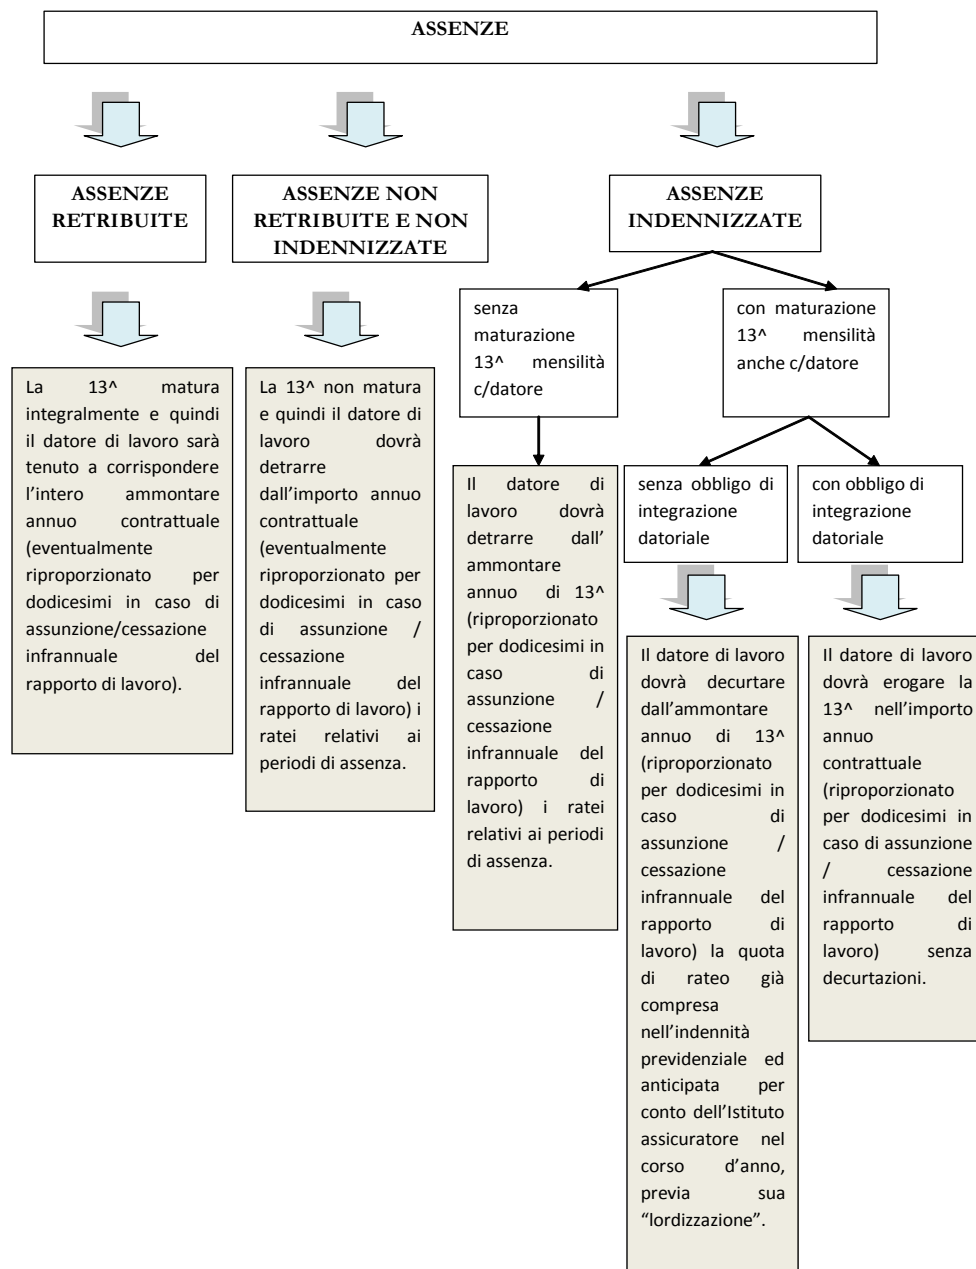 ASSENZE
ASSENZE
RETRIBUITE
ASSENZE NON
RETRIBUITE E NON
INDENNIZZATE
ASSENZE
INDENNIZZATE
senza
maturazione
13^ mensilità
c/datore
con maturazione
13^ mensilità
anche c/datore
La 13^ matura
integralmente e quindi
il datore di lavoro sarà
tenuto a corrispondere
l'intero ammontare
annuo contrattuale
(eventualmente
riproporzionato per
dodicesimi in caso di
assunzione/cessazione
infrannuale del
rapporto di lavoro).
La 13^ non matura
e quindi il datore di
lavoro dovrà
detrarre
dall'importo annuo
contrattuale
(eventualmente
riproporzionato per
dodicesimi in caso
di assunzione /
cessazione
infrannuale del
rapporto di lavoro) i
ratei relativi ai
periodi di assenza.
Il datore di
lavoro dovrà
detrarre dall'
ammontare
annuo di 13^
(riproporzionato
per dodicesimi in
caso di
assunzione /
cessazione
infrannuale del
rapporto di
lavoro) i ratei
relativi ai periodi
di assenza.
senza obbligo di
integrazione
datoriale
con obbligo di
integrazione
datoriale
Il datore di lavoro
dovrà decurtare
dall'ammontare
annuo di 13^
(riproporzionato
per dodicesimi in
caso di
assunzione /
cessazione
infrannuale del
rapporto di
lavoro) la quota
di rateo già
compresa
nell'indennità
previdenziale ed
anticipata per
conto dell'Istituto
assicuratore nel
corso d'anno,
previa sua
"lordizzazione".
Il datore di lavoro
dovrà erogare la
13^ nell'importo
annuo
contrattuale
(riproporzionato
per dodicesimi in
caso di assunzione
/ cessazione
infrannuale del
rapporto di
lavoro) senza
decurtazioni.